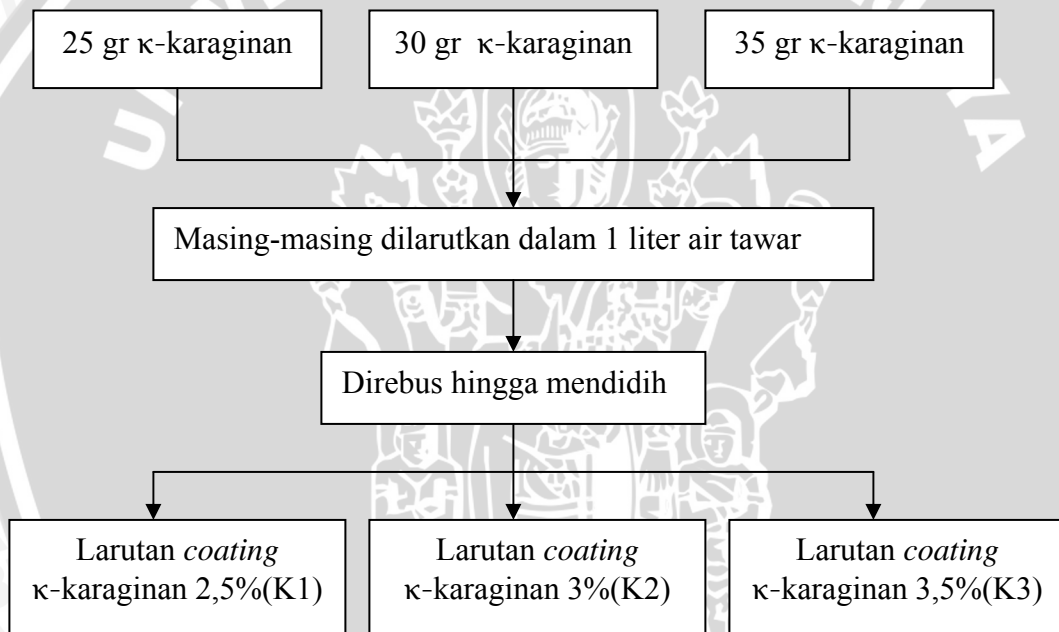 25 gr κ-karaginan
30 gr κ-karaginan
35 gr κ-karaginan
Masing-masing dilarutkan dalam 1 liter air tawar
Direbus hingga mendidih
Larutan coating
κ-karaginan 2,5%(K1)
Larutan coating
κ-karaginan 3%(K2)
Larutan coating
κ-karaginan 3,5%(K3)